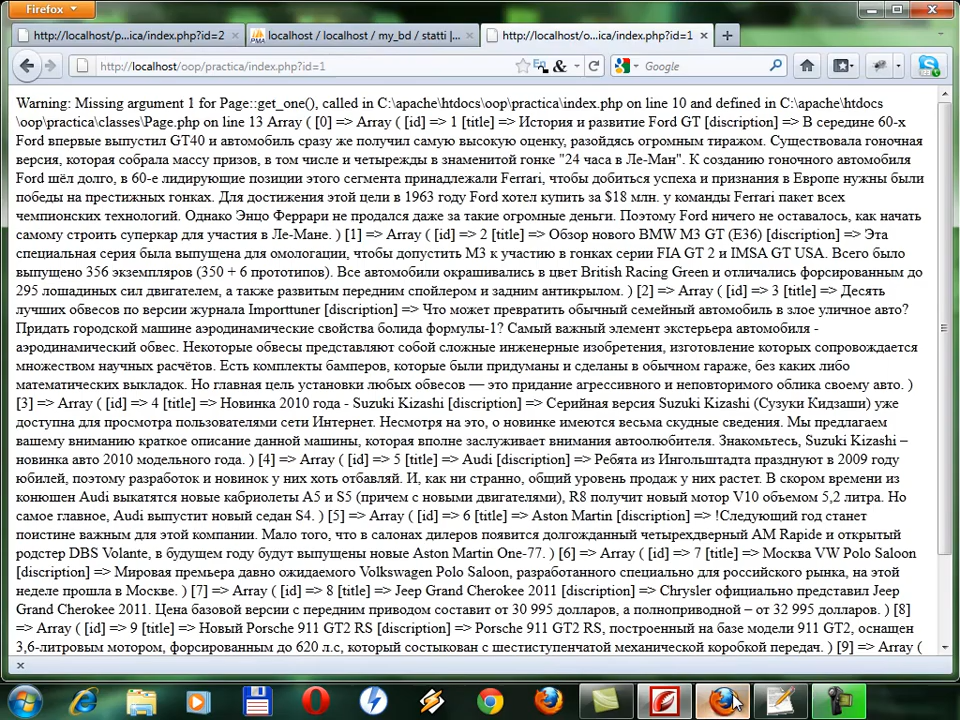 Firefox
http://localhost/p...ica/index.php?id=2
localhost / localhost / my_bd / statti |...
http://localhost/o...ica/index.php?id=1
http://localhost/oop/practica/index.php?id=1
En
Google
Warning: Missing argument 1 for Page::get_one(), called in C:\apache\htdocs\oop\practica\index.php on line 10 and defined in C:\apache\htdocs
\oop\practica\classes\Page.php on line 13 Array ( [0] => Array ( [id] => 1 [title] => История и развитие Ford GT [discription] => В середине 60-х
Ford впервые выпустил GT40 и автомобиль сразу же получил самую высокую оценку, разойдясь огромным тиражом. Существовала гоночная
версия, которая собрала массу призов, в том числе и четырежды в знаменитой гонке "24 часа в Ле-Ман". К созданию гоночного автомобиля
Ford шёл долго, в 60-е лидирующие позиции этого сегмента принадлежали Ferrari, чтобы добиться успеха и признания в Европе нужны были
победы на престижных гонках. Для достижения этой цели в 1963 году Ford хотел купить за $18 млн. у команды Ferrari пакет всех
чемпионских технологий. Однако Энцо Феррари не продался даже за такие огромные деньги. Поэтому Ford ничего не оставалось, как начать
самому строить суперкар для участия в Ле-Мане. ) [1] => Array ( [id] => 2 [title] => Обзор нового BMW M3 GT (E36) [discription] => Эта
специальная серия была выпущена для омологации, чтобы допустить M3 к участию в гонках серии FIA GT 2 и IMSA GT USA. Всего было
выпущено 356 экземпляров (350 + 6 прототипов). Все автомобили окрашивались в цвет British Racing Green и отличались форсированным до
295 лошадиных сил двигателем, а также развитым передним спойлером и задним антикрылом. ) [2] => Array ( [id] => 3 [title] => Десять
лучших обвесов по версии журнала Importtuner [discription] => Что может превратить обычный семейный автомобиль в злое уличное авто?
Придать городской машине аэродинамические свойства болида формулы-1? Самый важный элемент экстерьера автомобиля -
аэродинамический обвес. Некоторые обвесы представляют собой сложные инженерные изобретения, изготовление которых сопровождается
множеством научных расчётов. Есть комплекты бамперов, которые были придуманы и сделаны в обычном гараже, без каких либо
математических выкладок. Но главная цель установки любых обвесов — это придание агрессивного и неповторимого облика своему авто. )
[3] => Array ( [id] => 4 [title] => Новинка 2010 года - Suzuki Kizashi [discription] => Серийная версия Suzuki Kizashi (Сузуки Кидзаши) уже
доступна для просмотра пользователями сети Интернет. Несмотря на это, о новинке имеются весьма скудные сведения. Мы предлагаем
вашему вниманию краткое описание данной машины, которая вполне заслуживает внимания автолюбителя. Знакомьтесь, Suzuki Kizashi –
новинка авто 2010 модельного года. ) [4] => Array ( [id] => 5 [title] => Audi [discription] => Ребята из Ингольштадта празднуют в 2009 году
юбилей, поэтому разработок и новинок у них хоть отбавляй. И, как ни странно, общий уровень продаж у них растет. В скором времени из
конюшен Audi выкатятся новые кабриолеты A5 и S5 (причем с новыми двигателями), R8 получит новый мотор V10 объемом 5,2 литра. Но
самое главное, Audi выпустит новый седан S4. ) [5] => Array ( [id] => 6 [title] => Aston Martin [discription] => !Следующий год станет
поистине важным для этой компании. Мало того, что в салонах дилеров появится долгожданный четырехдверный AM Rapide и открытый
родстер DBS Volante, в будущем году будут выпущены новые Aston Martin One-77. ) [6] => Array ( [id] => 7 [title] => Москва VW Polo Saloon
[discription] => Мировая премьера давно ожидаемого Volkswagen Polo Saloon, разработанного специально для российского рынка, на этой
неделе прошла в Москве. ) [7] => Array ( [id] => 8 [title] => Jeep Grand Cherokee 2011 [discription] => Chrysler официально представил Jeep
Grand Cherokee 2011. Цена базовой версии с передним приводом составит от 30 995 долларов, а полноприводной – от 32 995 долларов. ) [8]
=> Array ( [id] => 9 [title] => Новый Porsche 911 GT2 RS [discription] => Porsche 911 GT2 RS, построенный на базе модели 911 GT2, оснащен
3,6-литровым мотором, форсированным до 620 л.с, который состыкован с шестиступенчатой механической коробкой передач. ) [9] => Array (